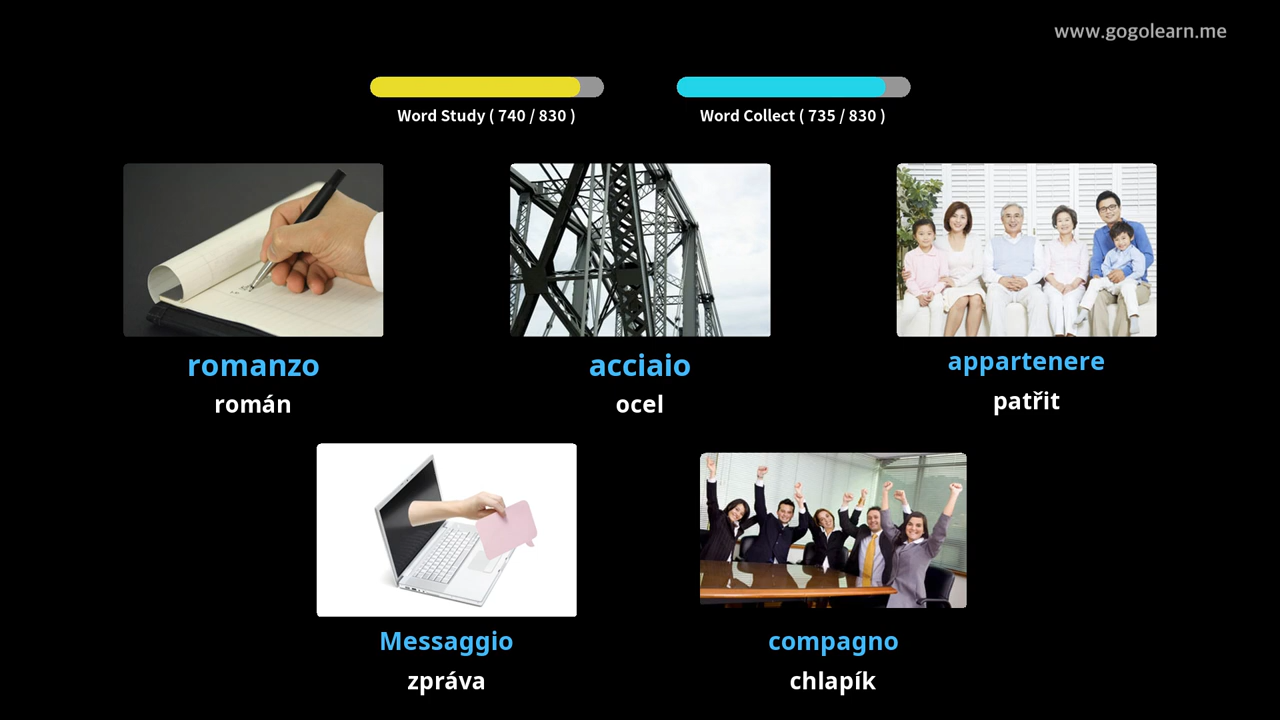 www.gogolearn.me
Word Study ( 740 / 830 )
Word Collect ( 735 / 830 )
romanzo
román
acciaio
ocel
appartenere
patřit
Messaggio
zpráva
compagno
chlapík